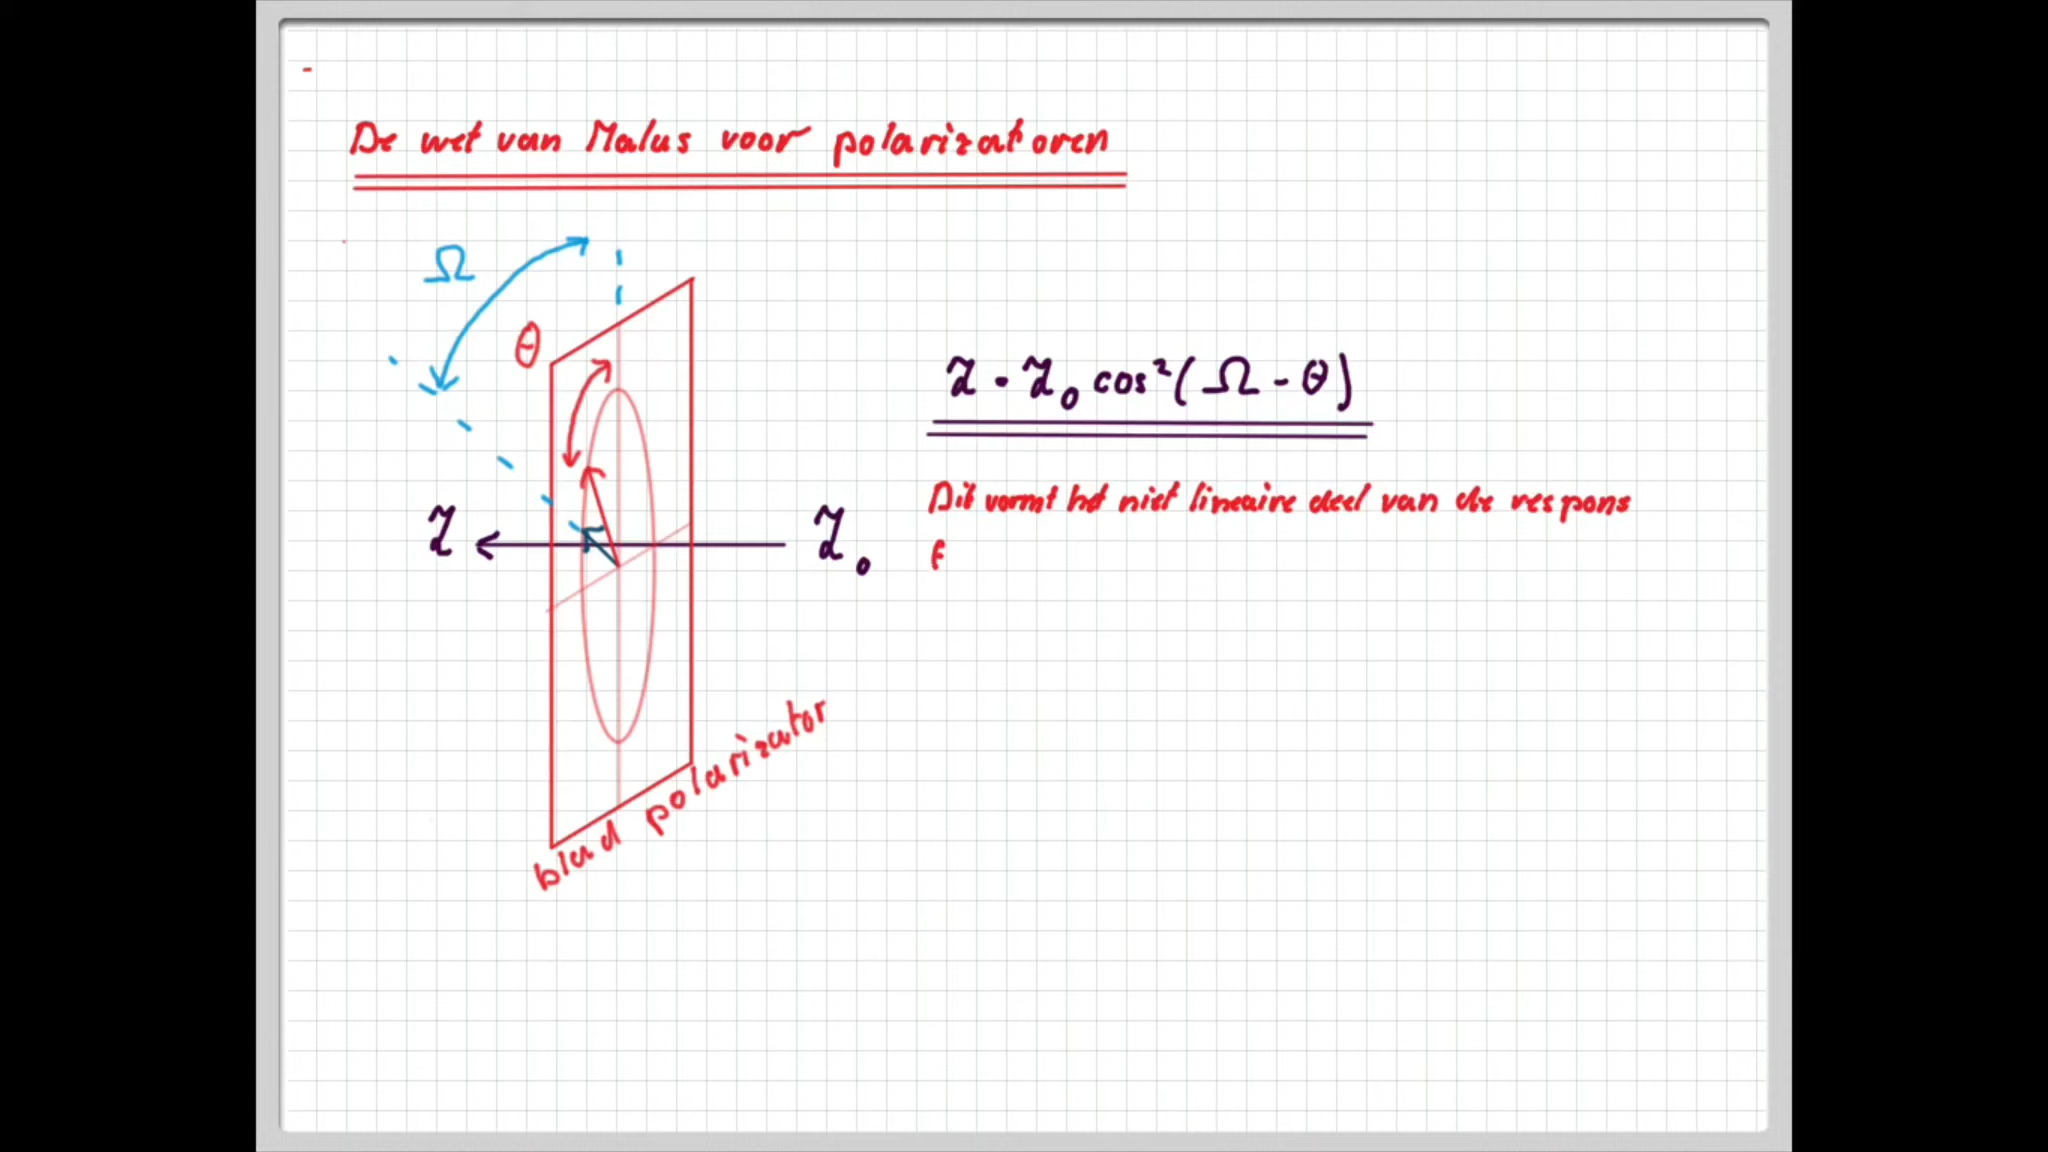 De wet van Malus voor polarizatoren
Ω
θ
I = I₀ cos²(Ω - θ)
Dit vormt het niet lineaire deel van de respons
I
I₀
blad polarizator